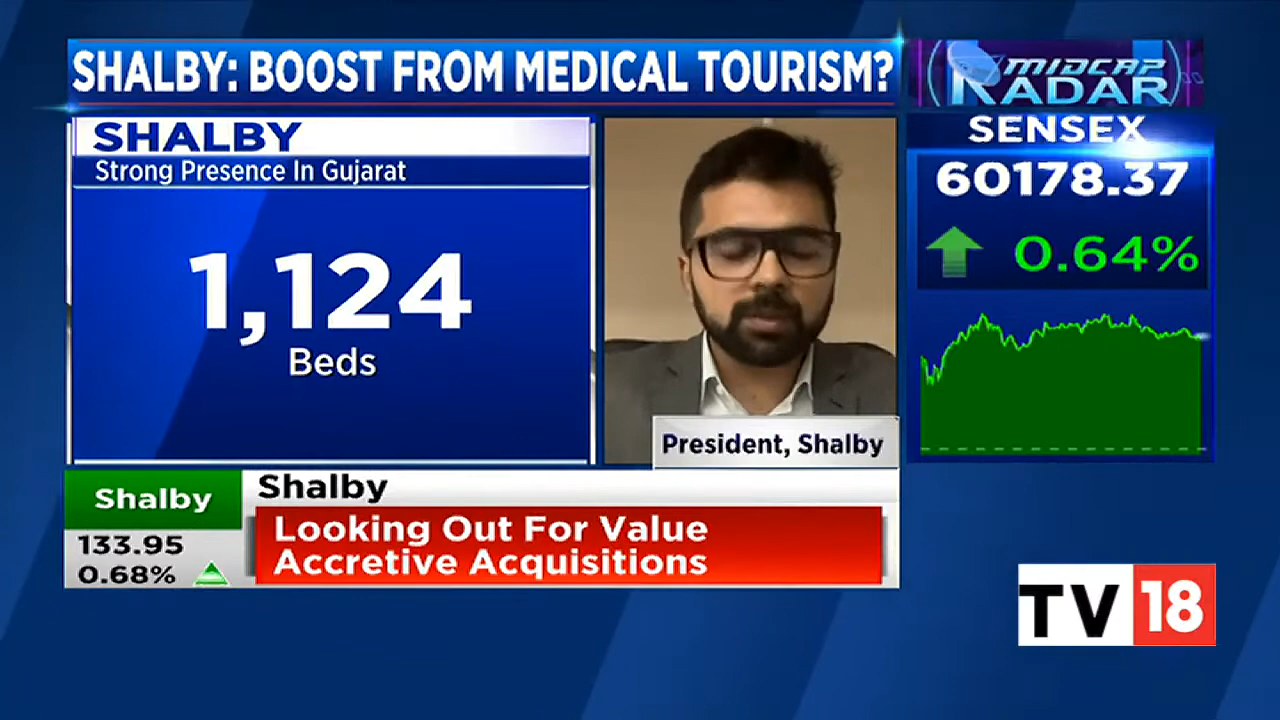 SHALBY: BOOST FROM MEDICAL TOURISM?
MIDCAP
RADAR
SHALBY
Strong Presence In Gujarat
1,124
Beds
President, Shalby
SENSEX
60178.37
0.64%
Shalby
133.95
0.68%
Shalby
Looking Out For Value
Accretive Acquisitions
TV18